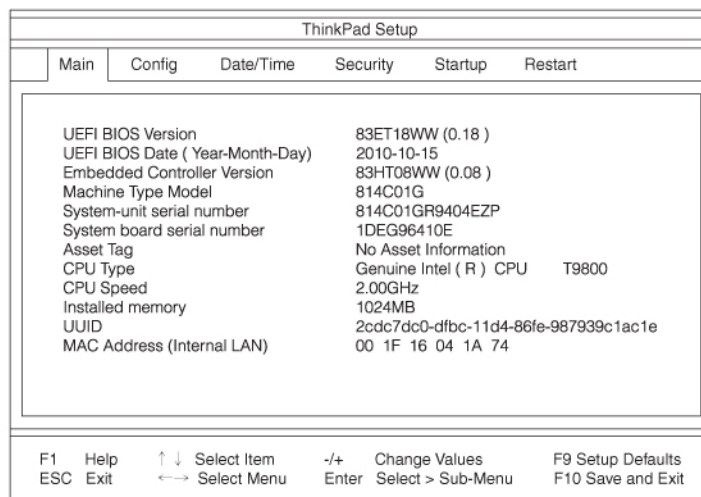 ThinkPad Setup
Main Config Date/Time Security Startup Restart
UEFI BIOS Version 83ET18WW (0.18 )
UEFI BIOS Date ( Year-Month-Day) 2010-10-15
Embedded Controller Version 83HT08WW (0.08 )
Machine Type Model 814C01G
System-unit serial number 814C01GR9404EZP
System board serial number 1DEG96410E
Asset Tag No Asset Information
CPU Type Genuine Intel ( R ) CPU T9800
CPU Speed 2.00GHz
Installed memory 1024MB
UUID 2cdc7dc0-dfbc-11d4-86fe-987939c1ac1e
MAC Address (Internal LAN) 00 1F 16 04 1A 74
F1 Help ↑ ↓ Select Item -/+ Change Values F9 Setup Defaults
ESC Exit ←→ Select Menu Enter Select > Sub-Menu F10 Save and Exit